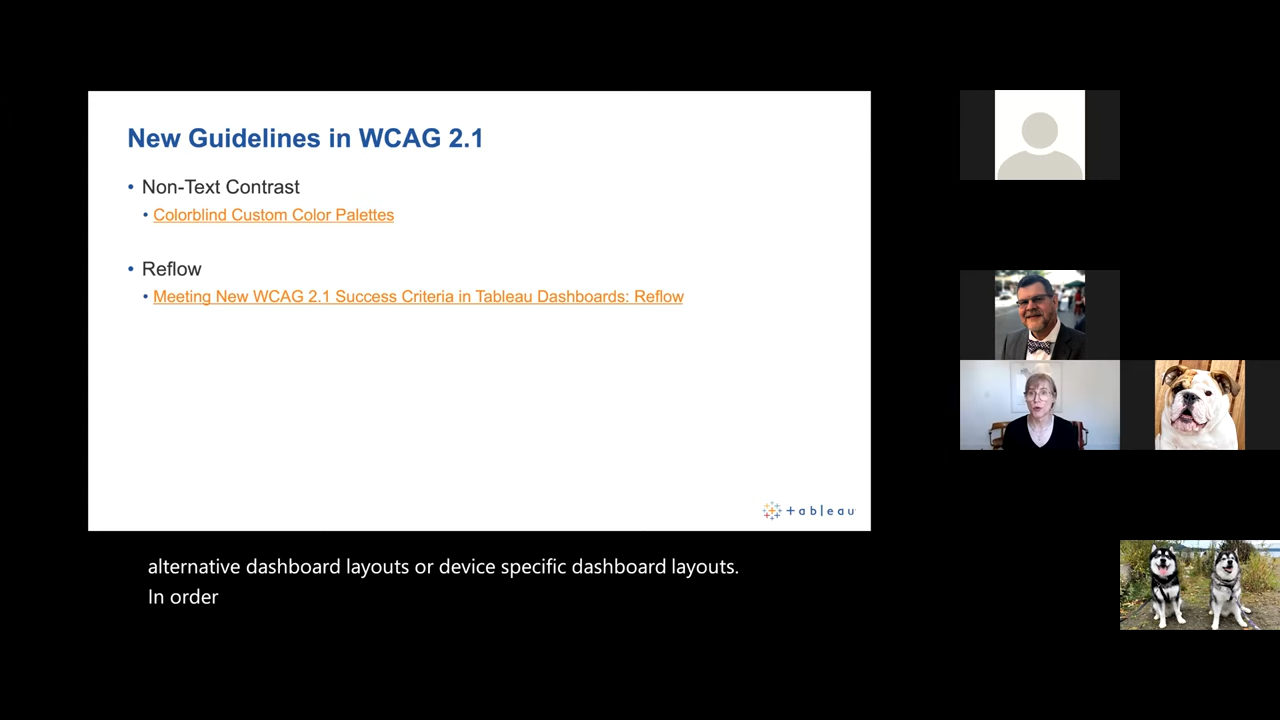 New Guidelines in WCAG 2.1
• Non-Text Contrast
• Colorblind Custom Color Palettes
• Reflow
• Meeting New WCAG 2.1 Success Criteria in Tableau Dashboards: Reflow
+ableau
alternative dashboard layouts or device specific dashboard layouts.
In order